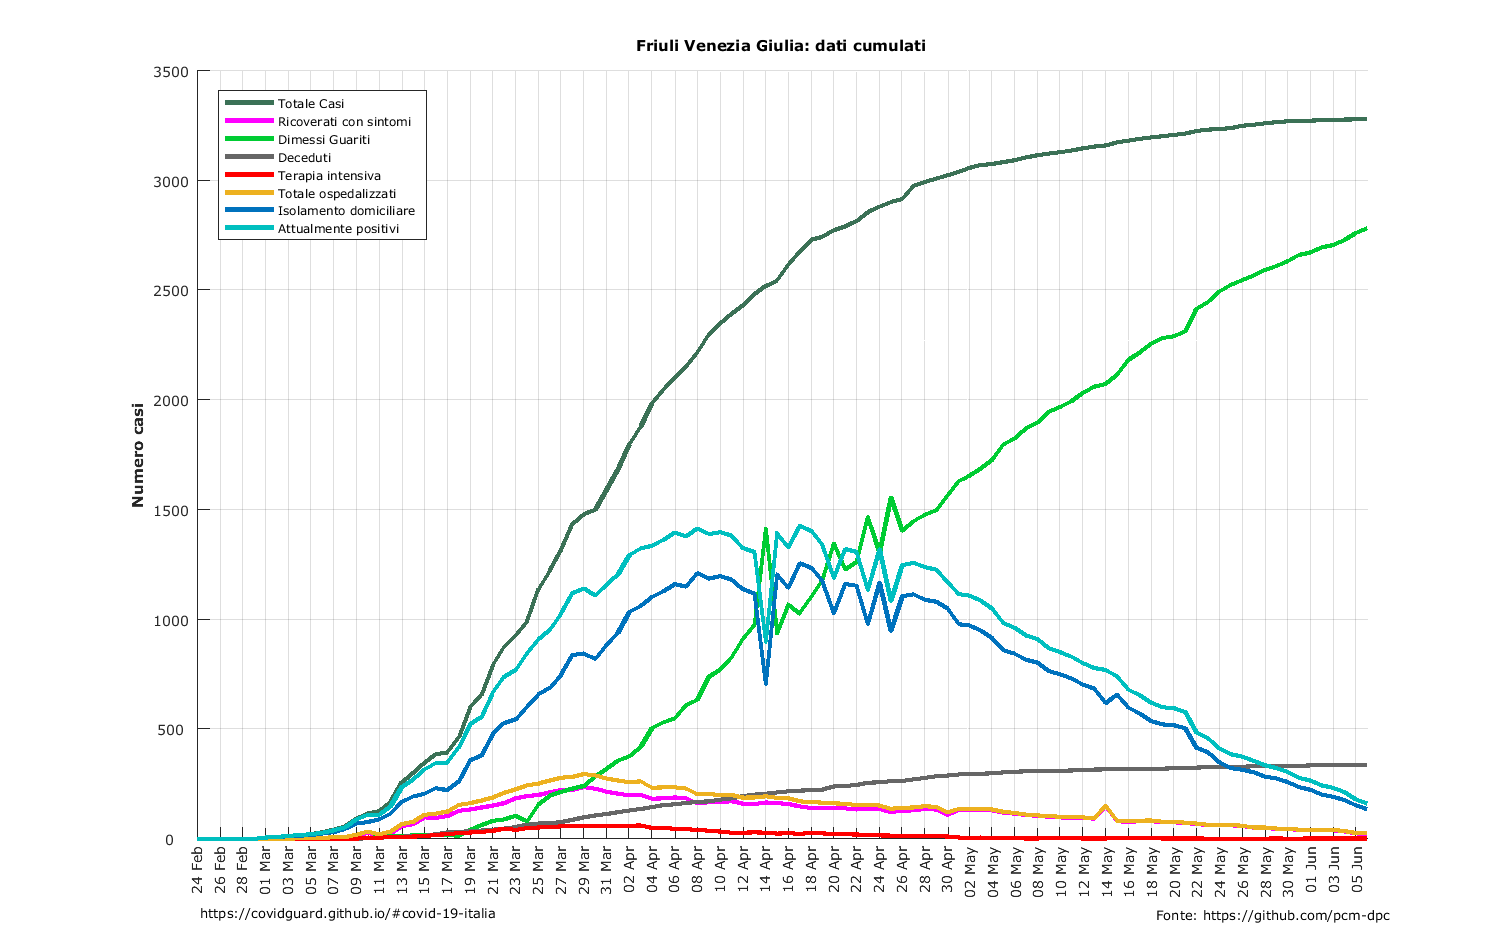 Friuli Venezia Giulia: dati cumulati
Numero casi
3500
3000
2500
2000
1500
1000
500
0
Totale Casi
Ricoverati con sintomi
Dimessi Guariti
Deceduti
Terapia intensiva
Totale ospedalizzati
Isolamento domiciliare
Attualmente positivi
24 Feb
26 Feb
28 Feb
01 Mar
03 Mar
05 Mar
07 Mar
09 Mar
11 Mar
13 Mar
15 Mar
17 Mar
19 Mar
21 Mar
23 Mar
25 Mar
27 Mar
29 Mar
31 Mar
02 Apr
04 Apr
06 Apr
08 Apr
10 Apr
12 Apr
14 Apr
16 Apr
18 Apr
20 Apr
22 Apr
24 Apr
26 Apr
28 Apr
30 Apr
02 May
04 May
06 May
08 May
10 May
12 May
14 May
16 May
18 May
20 May
22 May
24 May
26 May
28 May
30 May
01 Jun
03 Jun
05 Jun
https://covidguard.github.io/#covid-19-italia
Fonte: https://github.com/pcm-dpc